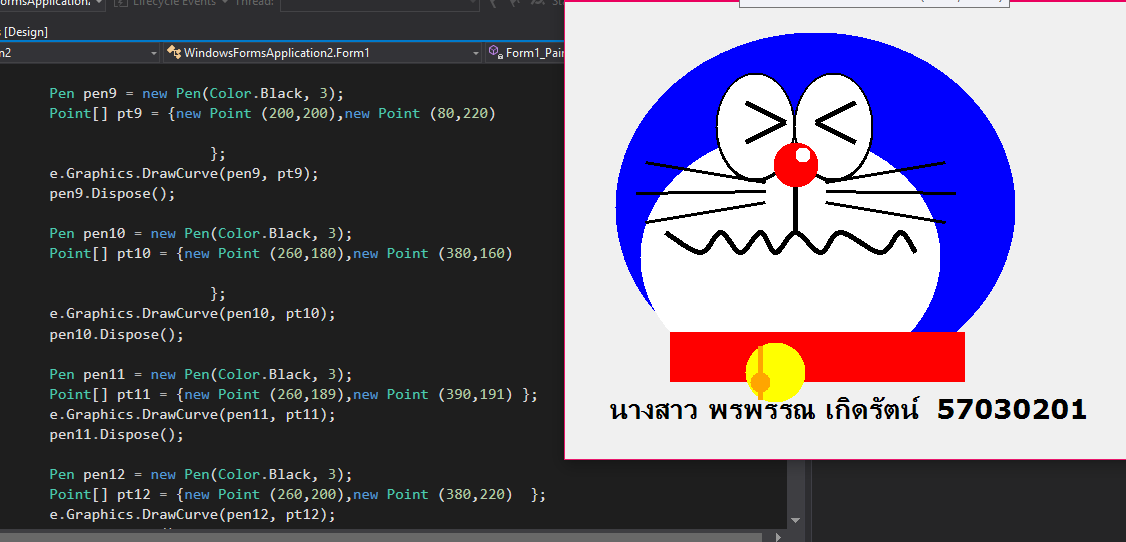 Lifecycle Events
Thread:
[Design]
WindowsFormsApplication2.Form1
Pen pen9 = new Pen(Color.Black, 3);
Point[] pt9 = {new Point (200,200),new Point (80,220)
};
e.Graphics.DrawCurve(pen9, pt9);
pen9.Dispose();
Pen pen10 = new Pen(Color.Black, 3);
Point[] pt10 = {new Point (260,180),new Point (380,160)
};
e.Graphics.DrawCurve(pen10, pt10);
pen10.Dispose();
Pen pen11 = new Pen(Color.Black, 3);
Point[] pt11 = {new Point (260,189),new Point (390,191) };
e.Graphics.DrawCurve(pen11, pt11);
pen11.Dispose();
Pen pen12 = new Pen(Color.Black, 3);
Point[] pt12 = {new Point (260,200),new Point (380,220)  };
e.Graphics.DrawCurve(pen12, pt12);
นางสาว พรพรรณ เกิดรัตน์ 57030201